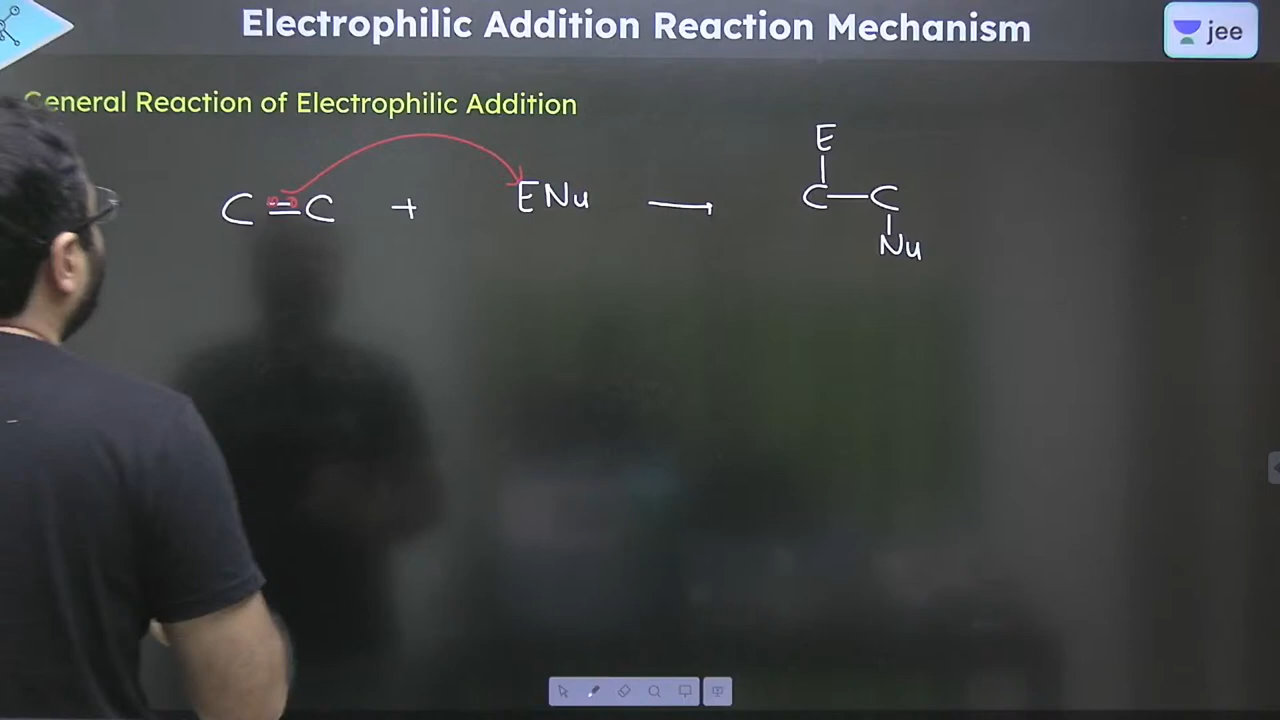 Electrophilic Addition Reaction Mechanism
jee
General Reaction of Electrophilic Addition
C=C + ENu ⟶ E
C—C
Nu